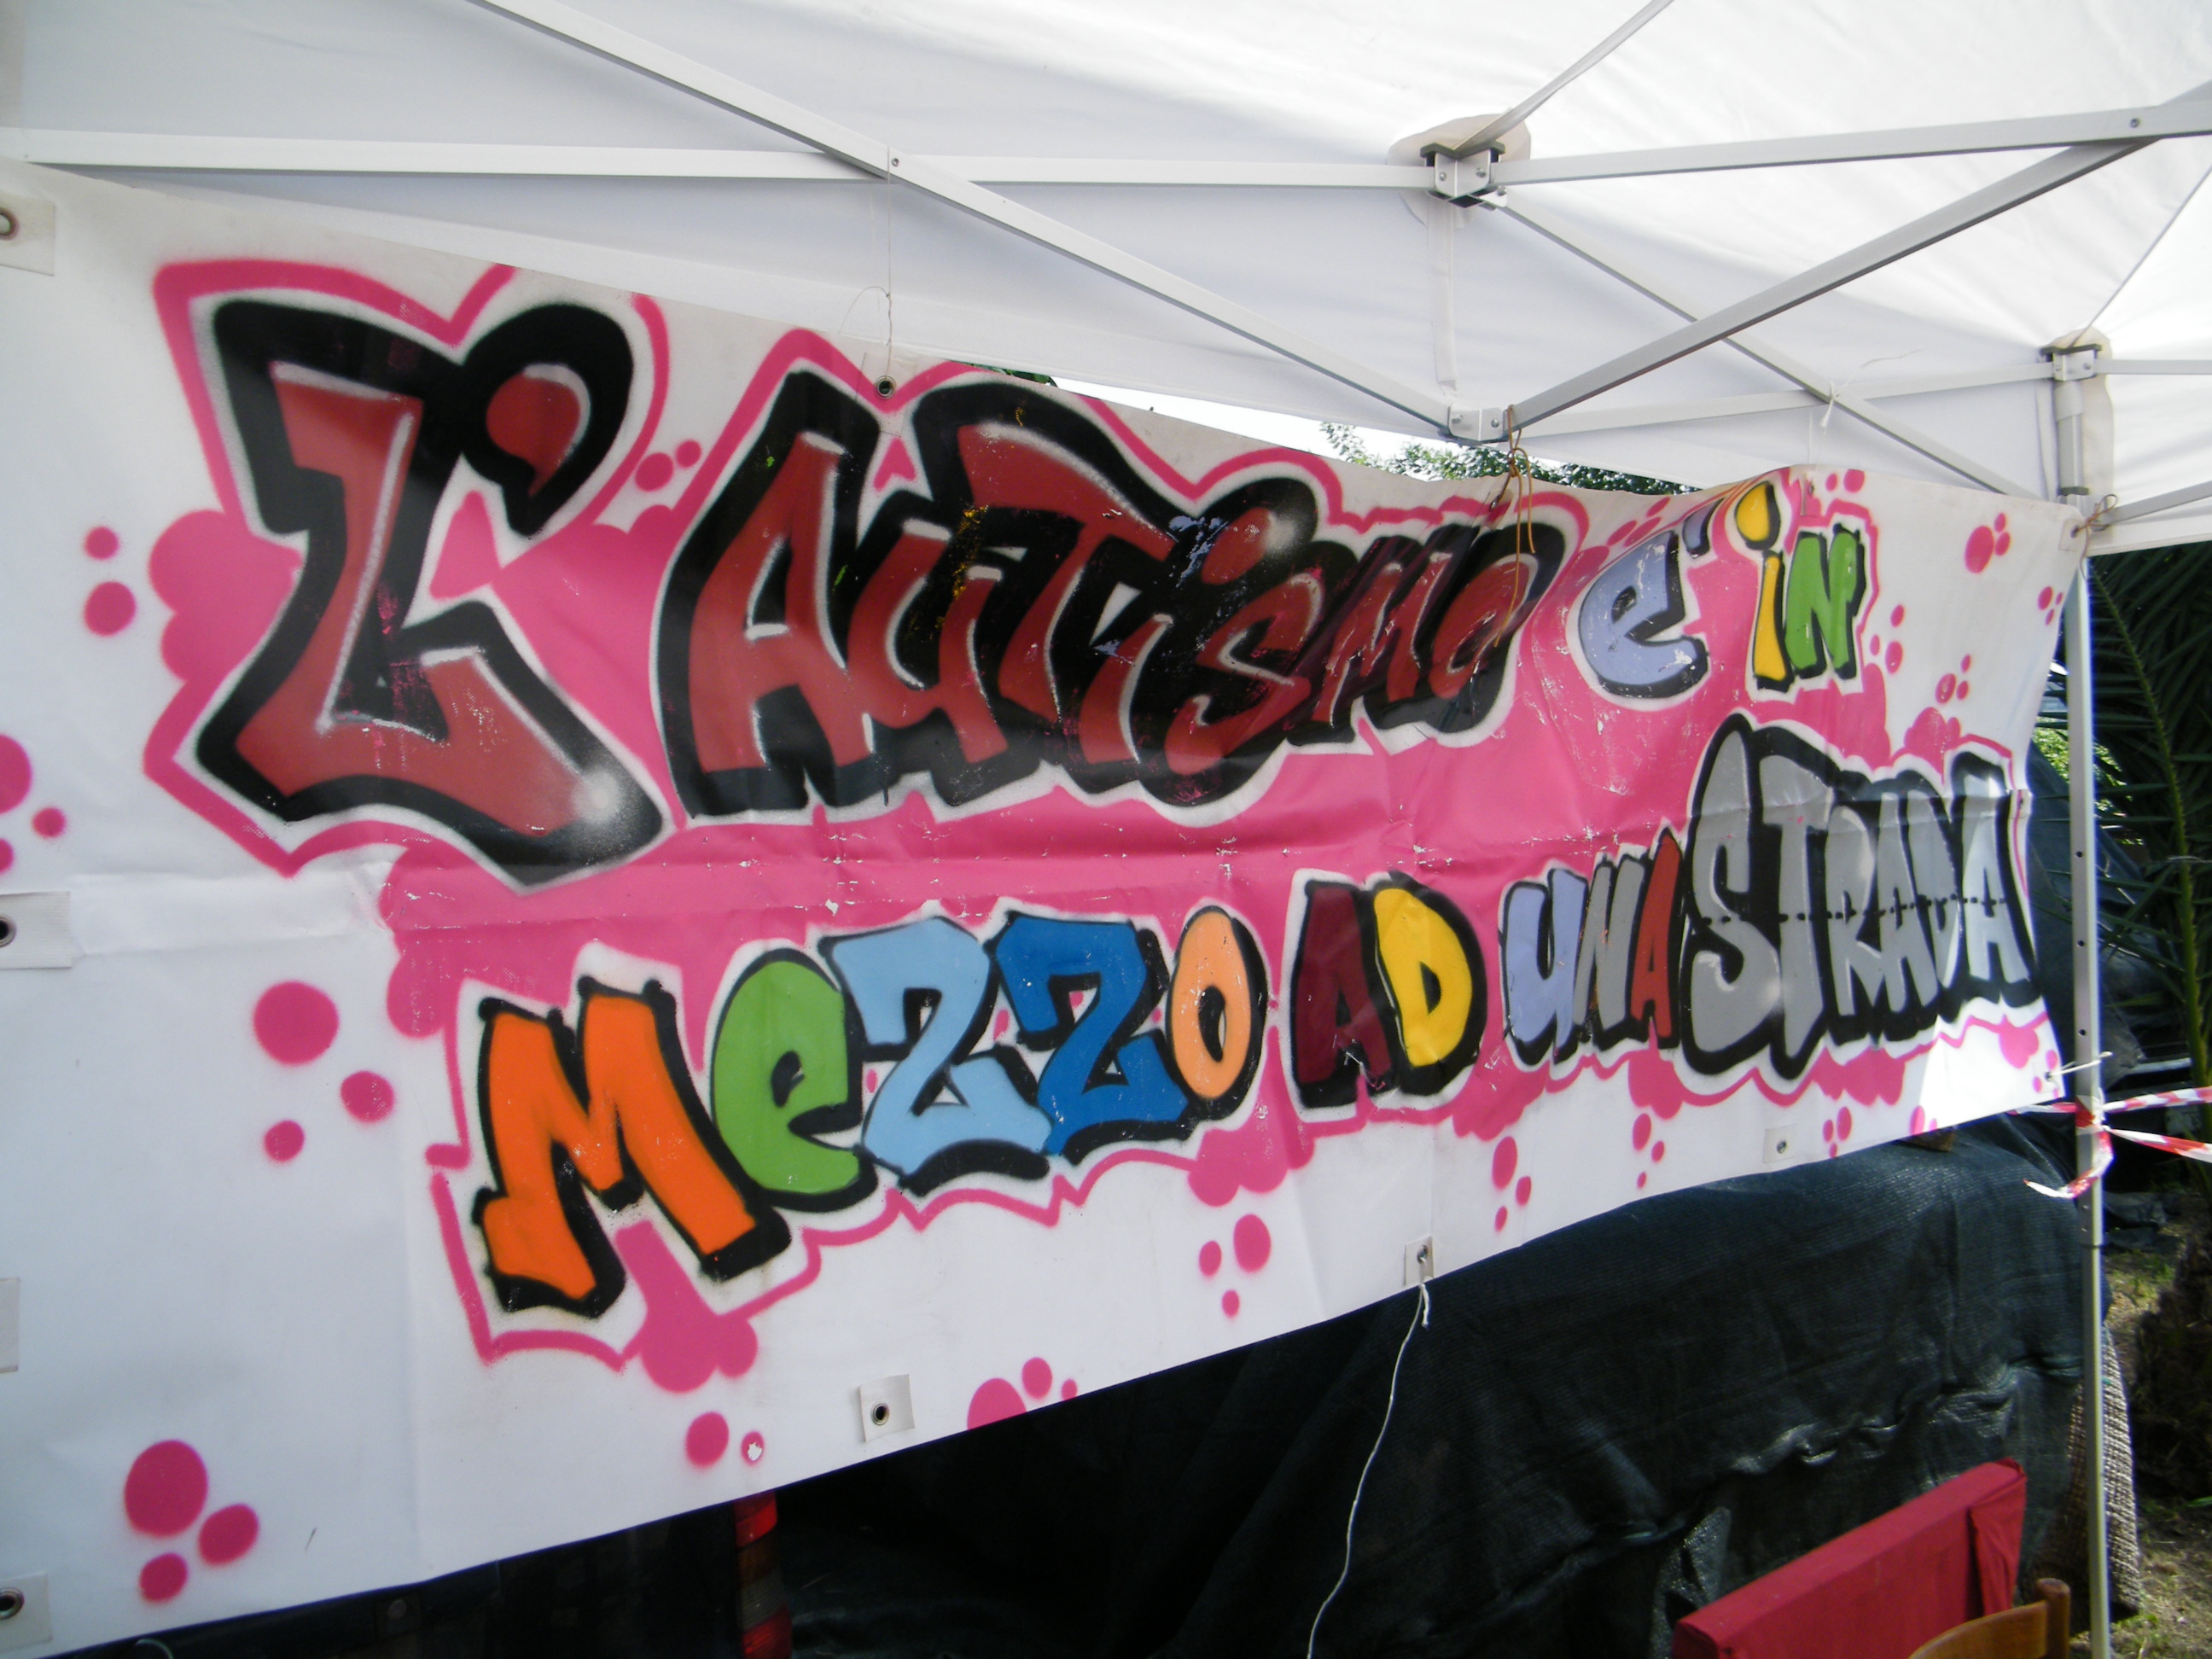 L'AUTiSMO e' iN
MeZZO AD UNA STRADA